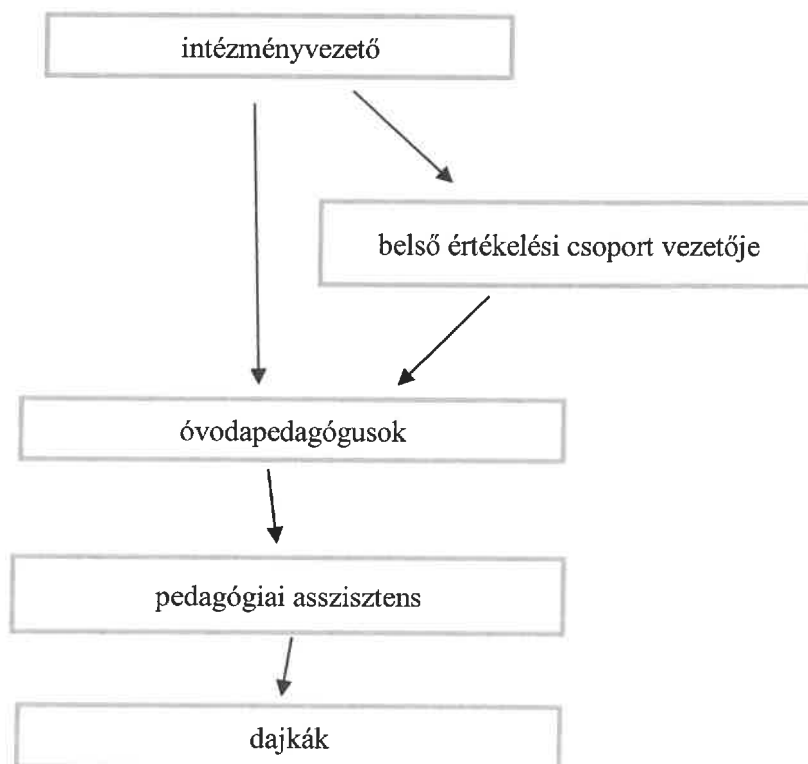 intézményvezető
belső értékelési csoport vezetője
óvodapedagógusok
pedagógiai asszisztens
dajkák